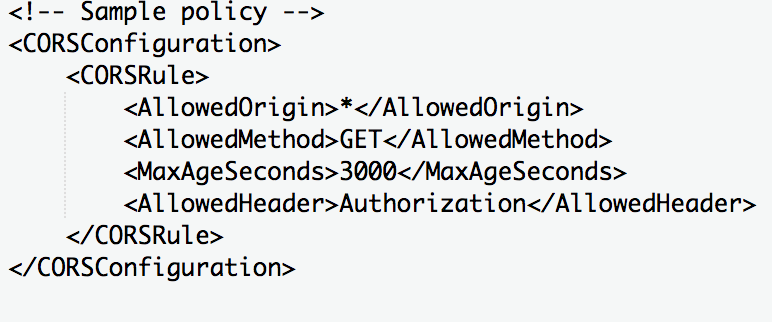 <!-- Sample policy -->
<CORSConfiguration>
    <CORSRule>
        <AllowedOrigin>*</AllowedOrigin>
        <AllowedMethod>GET</AllowedMethod>
        <MaxAgeSeconds>3000</MaxAgeSeconds>
        <AllowedHeader>Authorization</AllowedHeader>
    </CORSRule>
</CORSConfiguration>